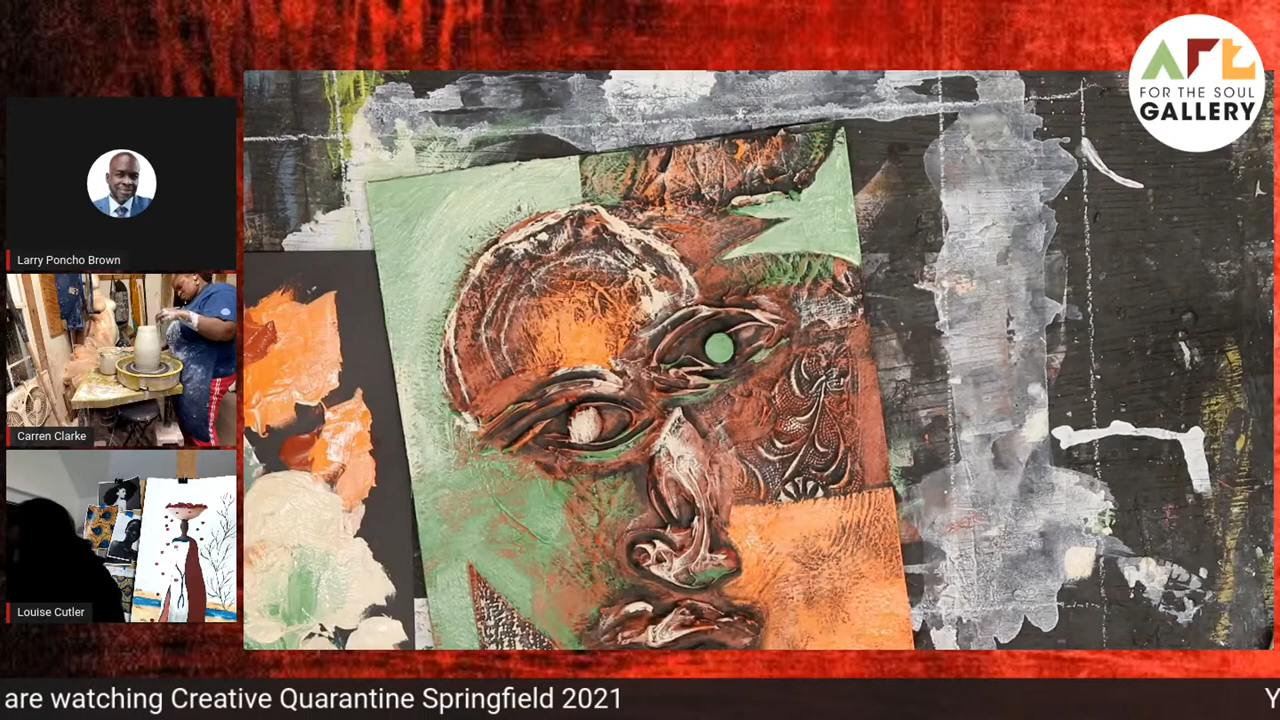 ART
FOR THE SOUL
GALLERY
Larry Poncho Brown
Carren Clarke
Louise Cutler
are watching Creative Quarantine Springfield 2021
Y